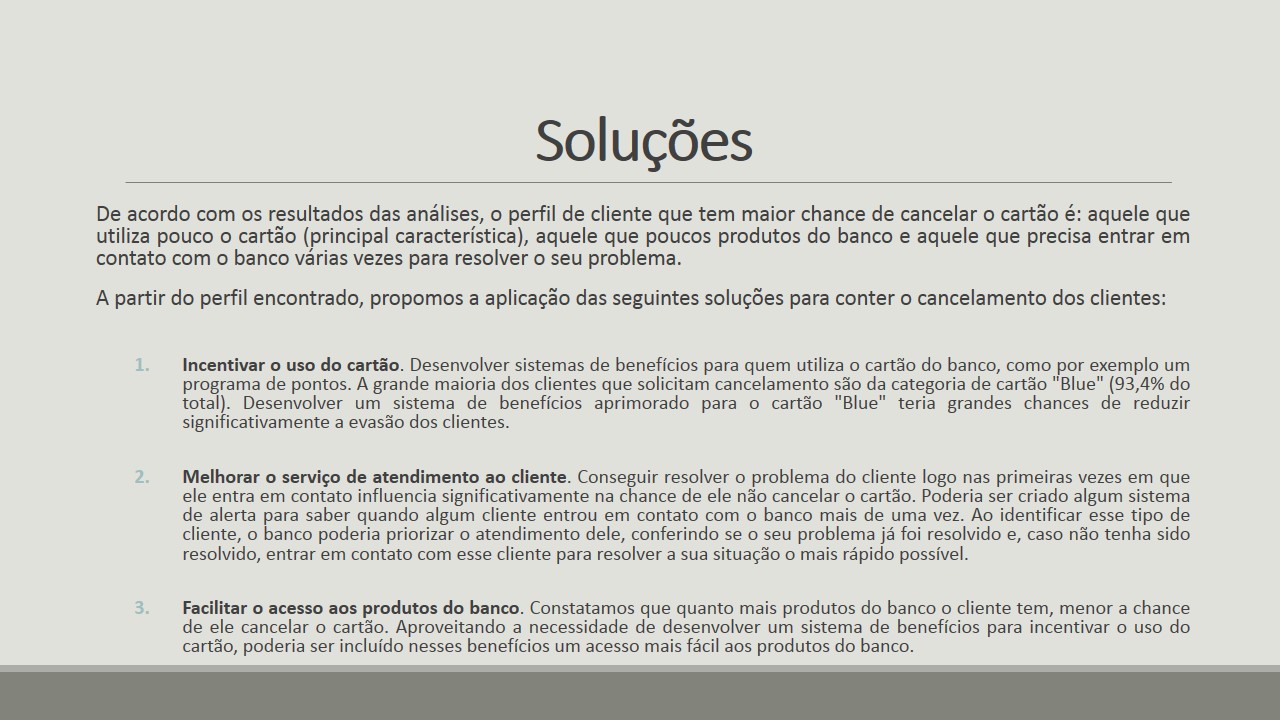 Soluções
De acordo com os resultados das análises, o perfil de cliente que tem maior chance de cancelar o cartão é: aquele que
utiliza pouco o cartão (principal característica), aquele que poucos produtos do banco e aquele que precisa entrar em
contato com o banco várias vezes para resolver o seu problema.
A partir do perfil encontrado, propomos a aplicação das seguintes soluções para conter o cancelamento dos clientes:
1. Incentivar o uso do cartão. Desenvolver sistemas de benefícios para quem utiliza o cartão do banco, como por exemplo um
programa de pontos. A grande maioria dos clientes que solicitam cancelamento são da categoria de cartão "Blue" (93,4% do
total). Desenvolver um sistema de benefícios aprimorado para o cartão "Blue" teria grandes chances de reduzir
significativamente a evasão dos clientes.
2. Melhorar o serviço de atendimento ao cliente. Conseguir resolver o problema do cliente logo nas primeiras vezes em que
ele entra em contato influencia significativamente na chance de ele não cancelar o cartão. Poderia ser criado algum sistema
de alerta para saber quando algum cliente entrou em contato com o banco mais de uma vez. Ao identificar esse tipo de
cliente, o banco poderia priorizar o atendimento dele, conferindo se o seu problema já foi resolvido e, caso não tenha sido
resolvido, entrar em contato com esse cliente para resolver a sua situação o mais rápido possível.
3. Facilitar o acesso aos produtos do banco. Constatamos que quanto mais produtos do banco o cliente tem, menor a chance
de ele cancelar o cartão. Aproveitando a necessidade de desenvolver um sistema de benefícios para incentivar o uso do
cartão, poderia ser incluído nesses benefícios um acesso mais fácil aos produtos do banco.